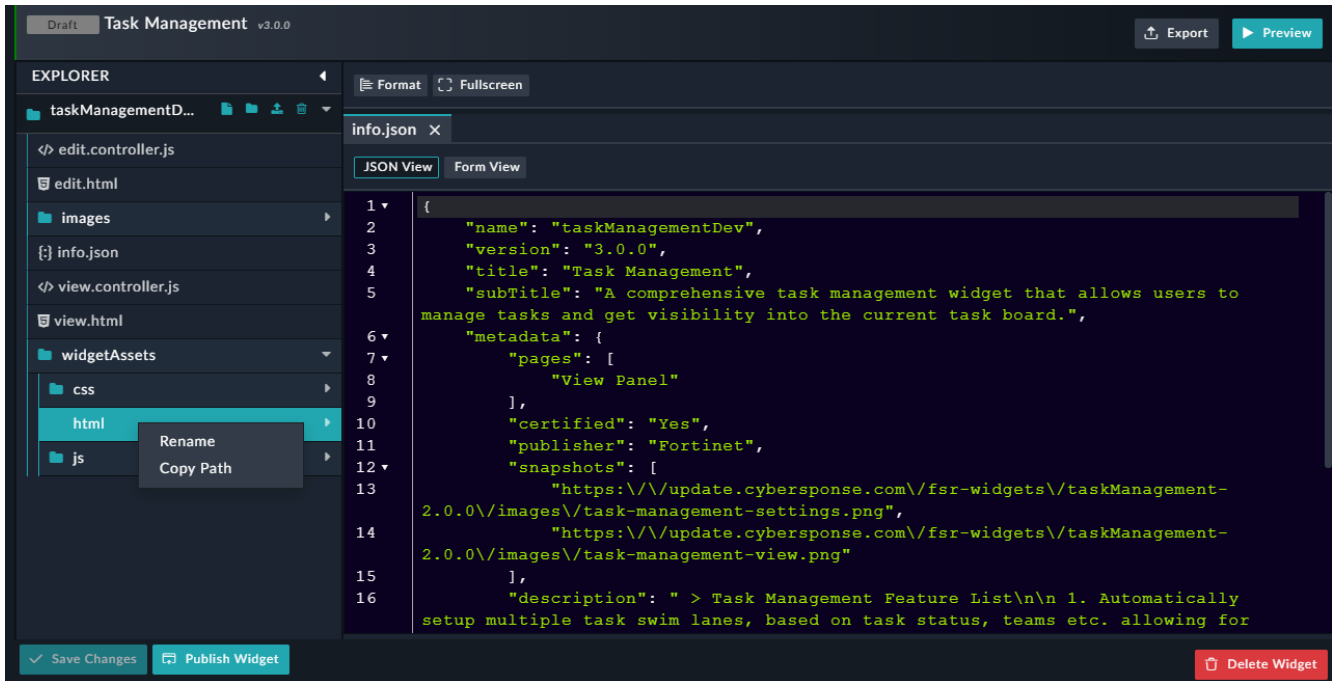 Draft Task Management v3.0.0
Export Preview
EXPLORER
Format Fullscreen
taskManagementD...
info.json
edit.controller.js
JSON View Form View
edit.html
images
{:} info.json
view.controller.js
view.html
widgetAssets
css
html
Rename
js
Copy Path
1 {
2 "name": "taskManagementDev",
3 "version": "3.0.0",
4 "title": "Task Management",
5 "subTitle": "A comprehensive task management widget that allows users to
manage tasks and get visibility into the current task board.",
6 "metadata": {
7 "pages": [
8 "View Panel"
9 ],
10 "certified": "Yes",
11 "publisher": "Fortinet",
12 "snapshots": [
13 "https:\/\/update.cybersponse.com\/fsr-widgets\/taskManagement-
2.0.0\/images\/task-management-settings.png",
14 "https:\/\/update.cybersponse.com\/fsr-widgets\/taskManagement-
2.0.0\/images\/task-management-view.png"
15 ],
16 "description": " > Task Management Feature List\n\n 1. Automatically
setup multiple task swim lanes, based on task status, teams etc. allowing for
Save Changes Publish Widget
Delete Widget